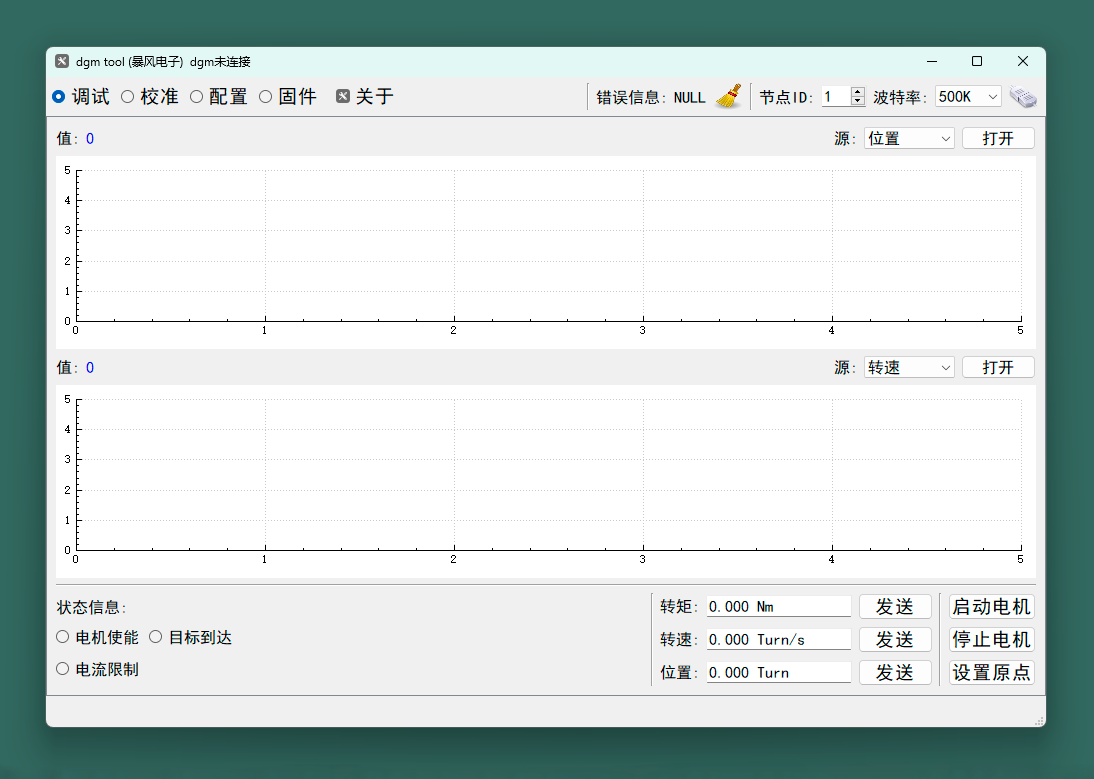 dgm tool (暴风电子) dgm未连接
调试 校准 配置 固件 关于 错误信息: NULL 节点ID: 1 波特率: 500K
值: 0 源: 位置 打开
5
4
3
2
1
0
0 1 2 3 4 5
值: 0 源: 转速 打开
5
4
3
2
1
0
0 1 2 3 4 5
状态信息: 转矩: 0.000 Nm 发送 启动电机
电机使能 目标到达 转速: 0.000 Turn/s 发送 停止电机
电流限制 位置: 0.000 Turn 发送 设置原点